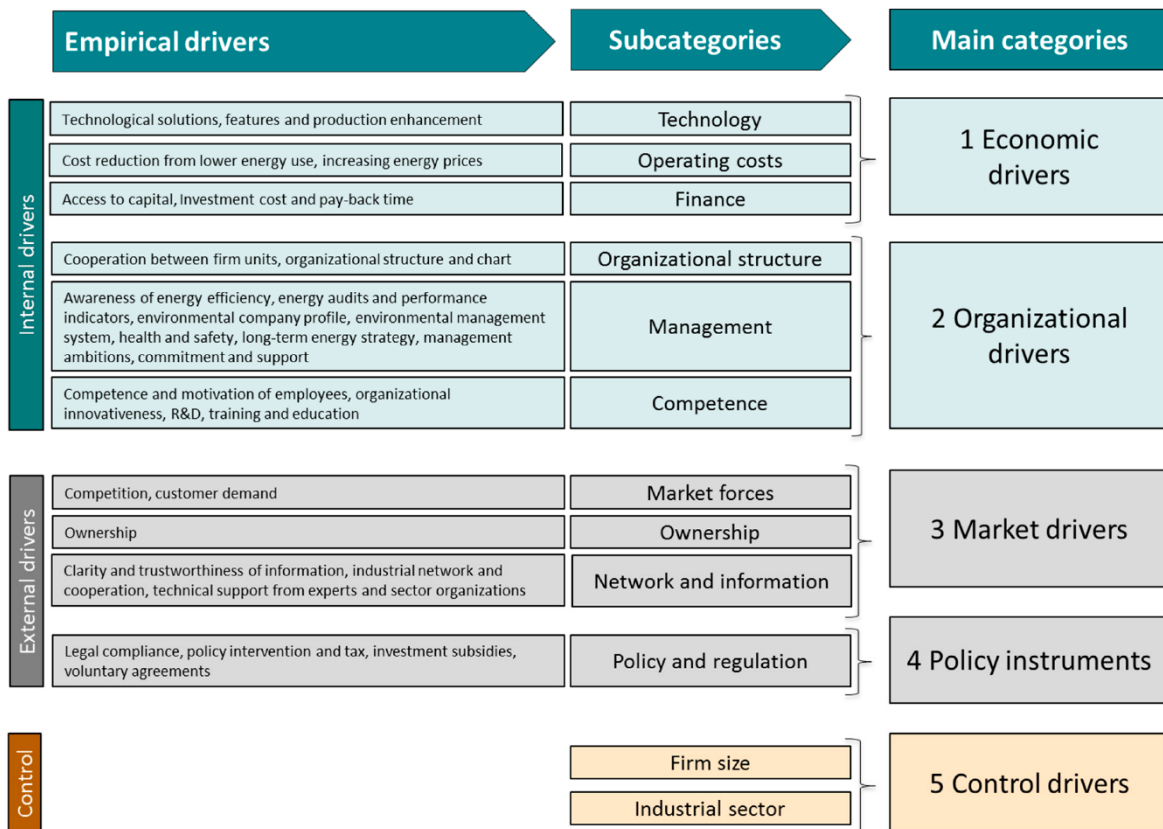 Empirical drivers
Subcategories
Main categories
Internal drivers
Technological solutions, features and production enhancement
Technology
Cost reduction from lower energy use, increasing energy prices
Operating costs
Access to capital, Investment cost and pay-back time
Finance
1 Economic
drivers
Cooperation between firm units, organizational structure and chart
Organizational structure
Awareness of energy efficiency, energy audits and performance
indicators, environmental company profile, environmental management
system, health and safety, long-term energy strategy, management
ambitions, commitment and support
Management
Competence and motivation of employees, organizational
innovativeness, R&D, training and education
Competence
2 Organizational
drivers
External drivers
Competition, customer demand
Market forces
Ownership
Ownership
Clarity and trustworthiness of information, industrial network and
cooperation, technical support from experts and sector organizations
Network and information
3 Market drivers
Legal compliance, policy intervention and tax, investment subsidies,
voluntary agreements
Policy and regulation
4 Policy instruments
Control
Firm size
Industrial sector
5 Control drivers